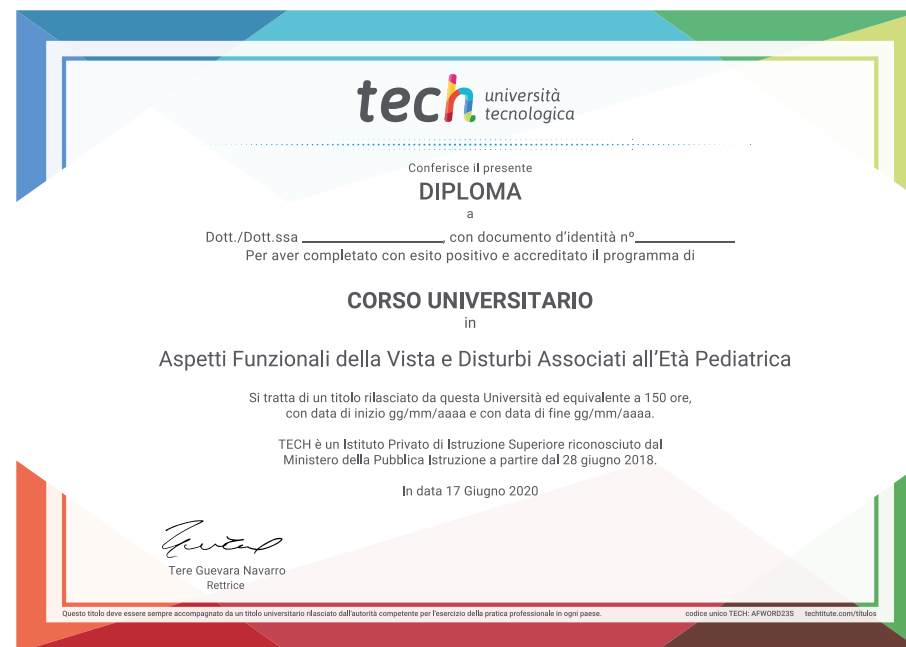 tech università
tecnologica
Conferisce il presente
DIPLOMA
a
Dott./Dott.ssa ____________________, con documento d'identità nº______________
Per aver completato con esito positivo e accreditato il programma di
CORSO UNIVERSITARIO
in
Aspetti Funzionali della Vista e Disturbi Associati all'Età Pediatrica
Si tratta di un titolo rilasciato da questa Università ed equivalente a 150 ore,
con data di inizio gg/mm/aaaa e con data di fine gg/mm/aaaa.
TECH è un Istituto Privato di Istruzione Superiore riconosciuto dal
Ministero della Pubblica Istruzione a partire dal 28 giugno 2018.
In data 17 Giugno 2020
Tere Guevara Navarro
Rettrice
Questo titolo deve essere sempre accompagnato da un titolo universitario rilasciato dall'autorità competente per l'esercizio della pratica professionale in ogni paese. codice unico TECH: AFWORD23S techtitute.com/titulos